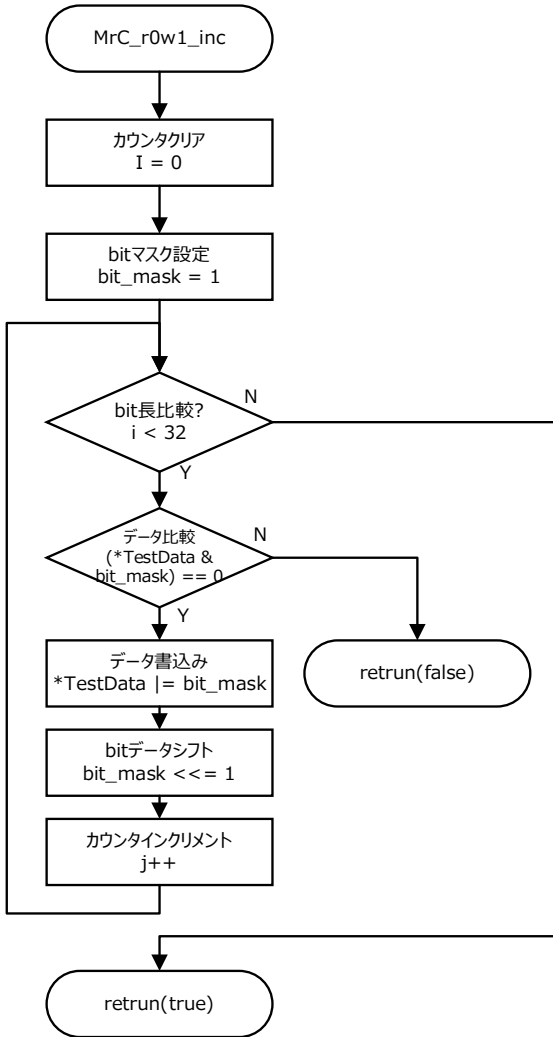 MrC_r0w1_inc
カウンタクリア
I = 0
bitマスク設定
bit_mask = 1
bit長比較?
i < 32
N
Y
データ比較
(*TestData &
bit_mask) == 0
N
Y
データ書込み
*TestData |= bit_mask
retrun(false)
bitデータシフト
bit_mask <<= 1
カウンタインクリメント
j++
retrun(true)